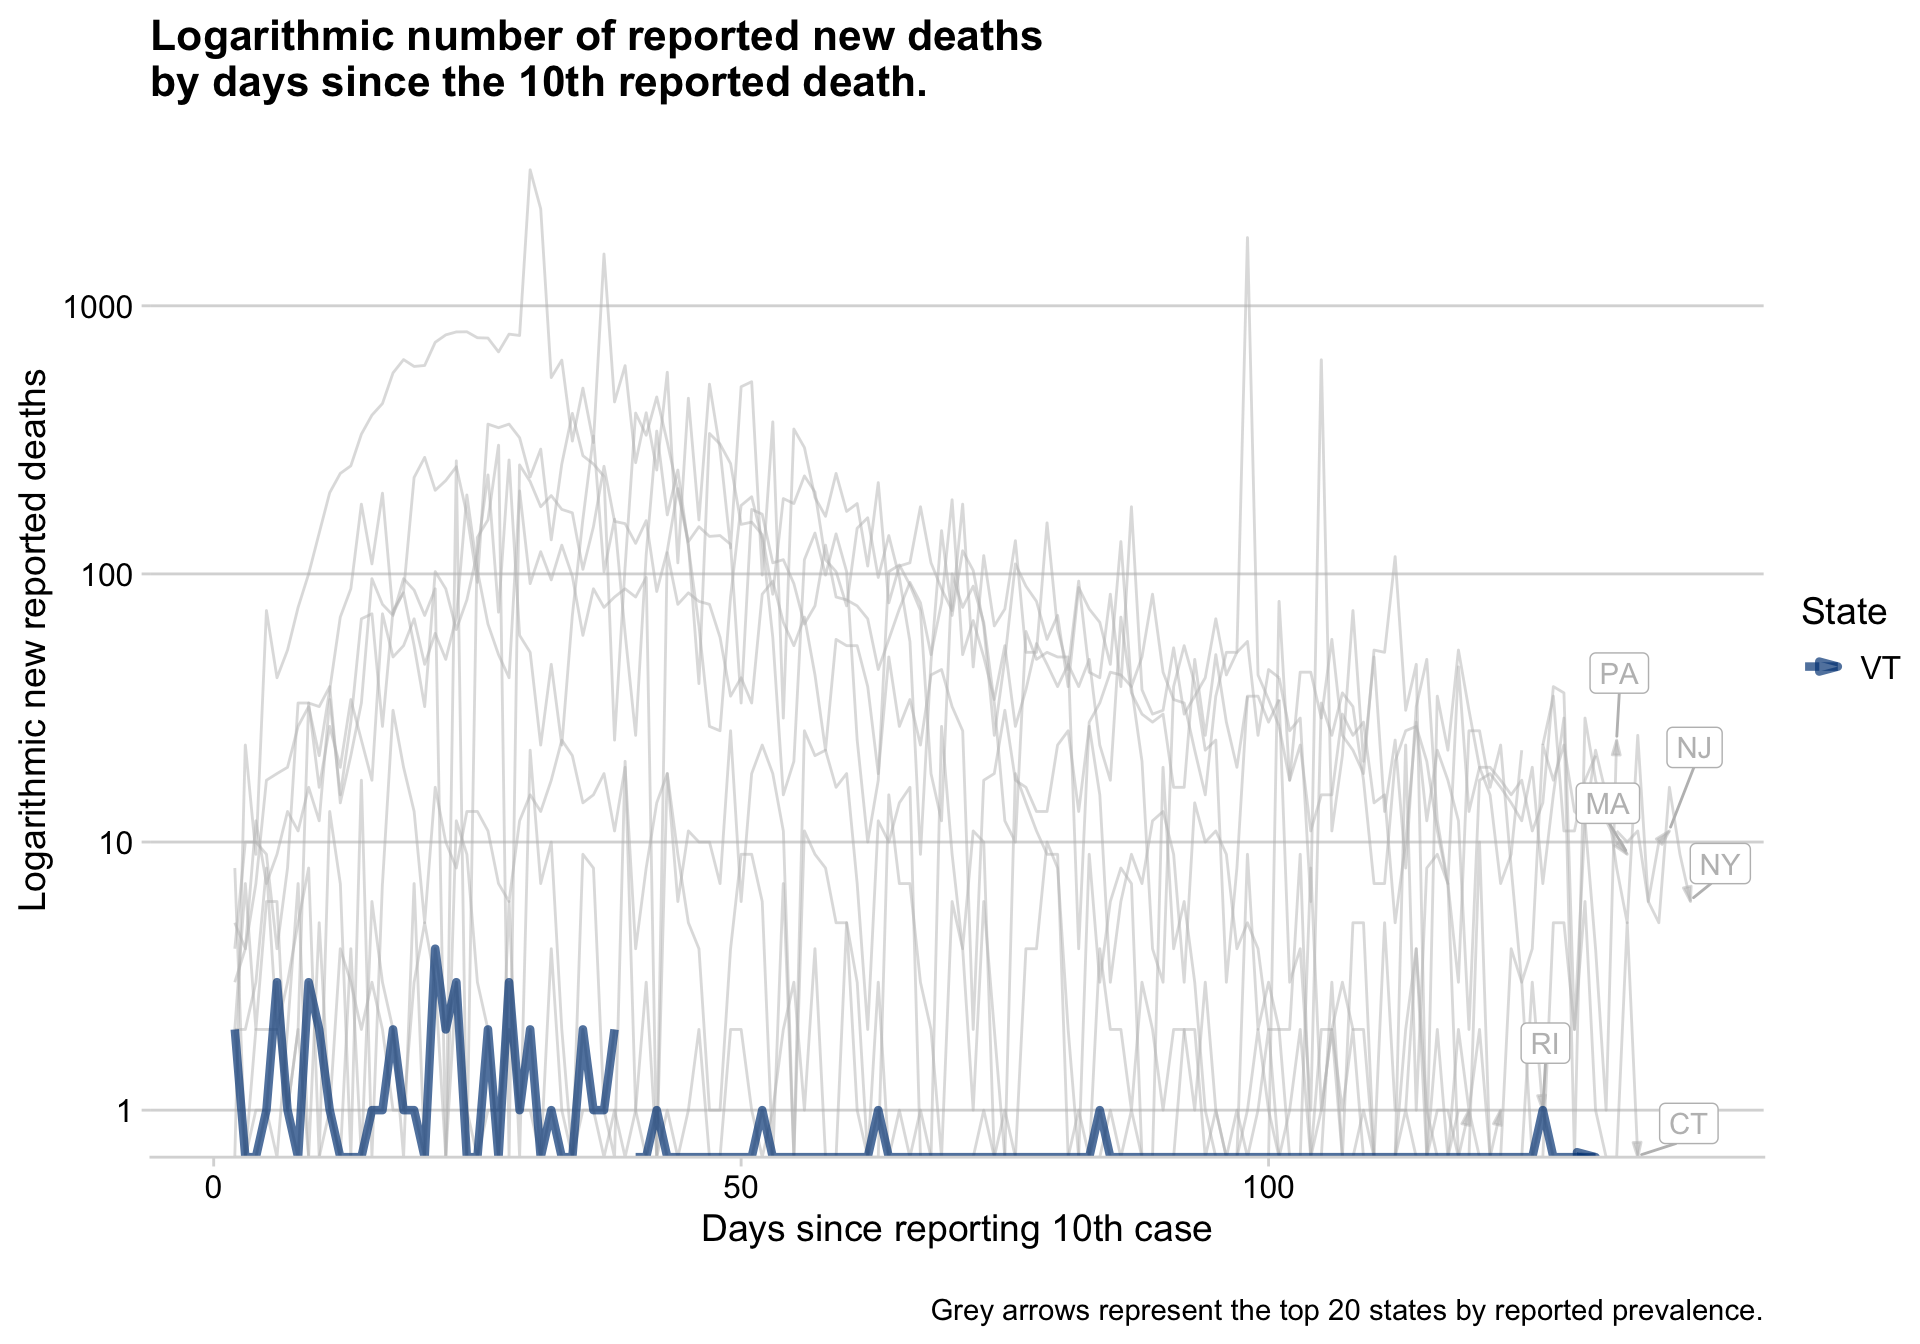 Logarithmic number of reported new deaths
by days since the 10th reported death.
Logarithmic new reported deaths
1000
100
10
1
PA
NJ
MA
NY
RI
CT
State
VT
0
50
100
Days since reporting 10th case
Grey arrows represent the top 20 states by reported prevalence.